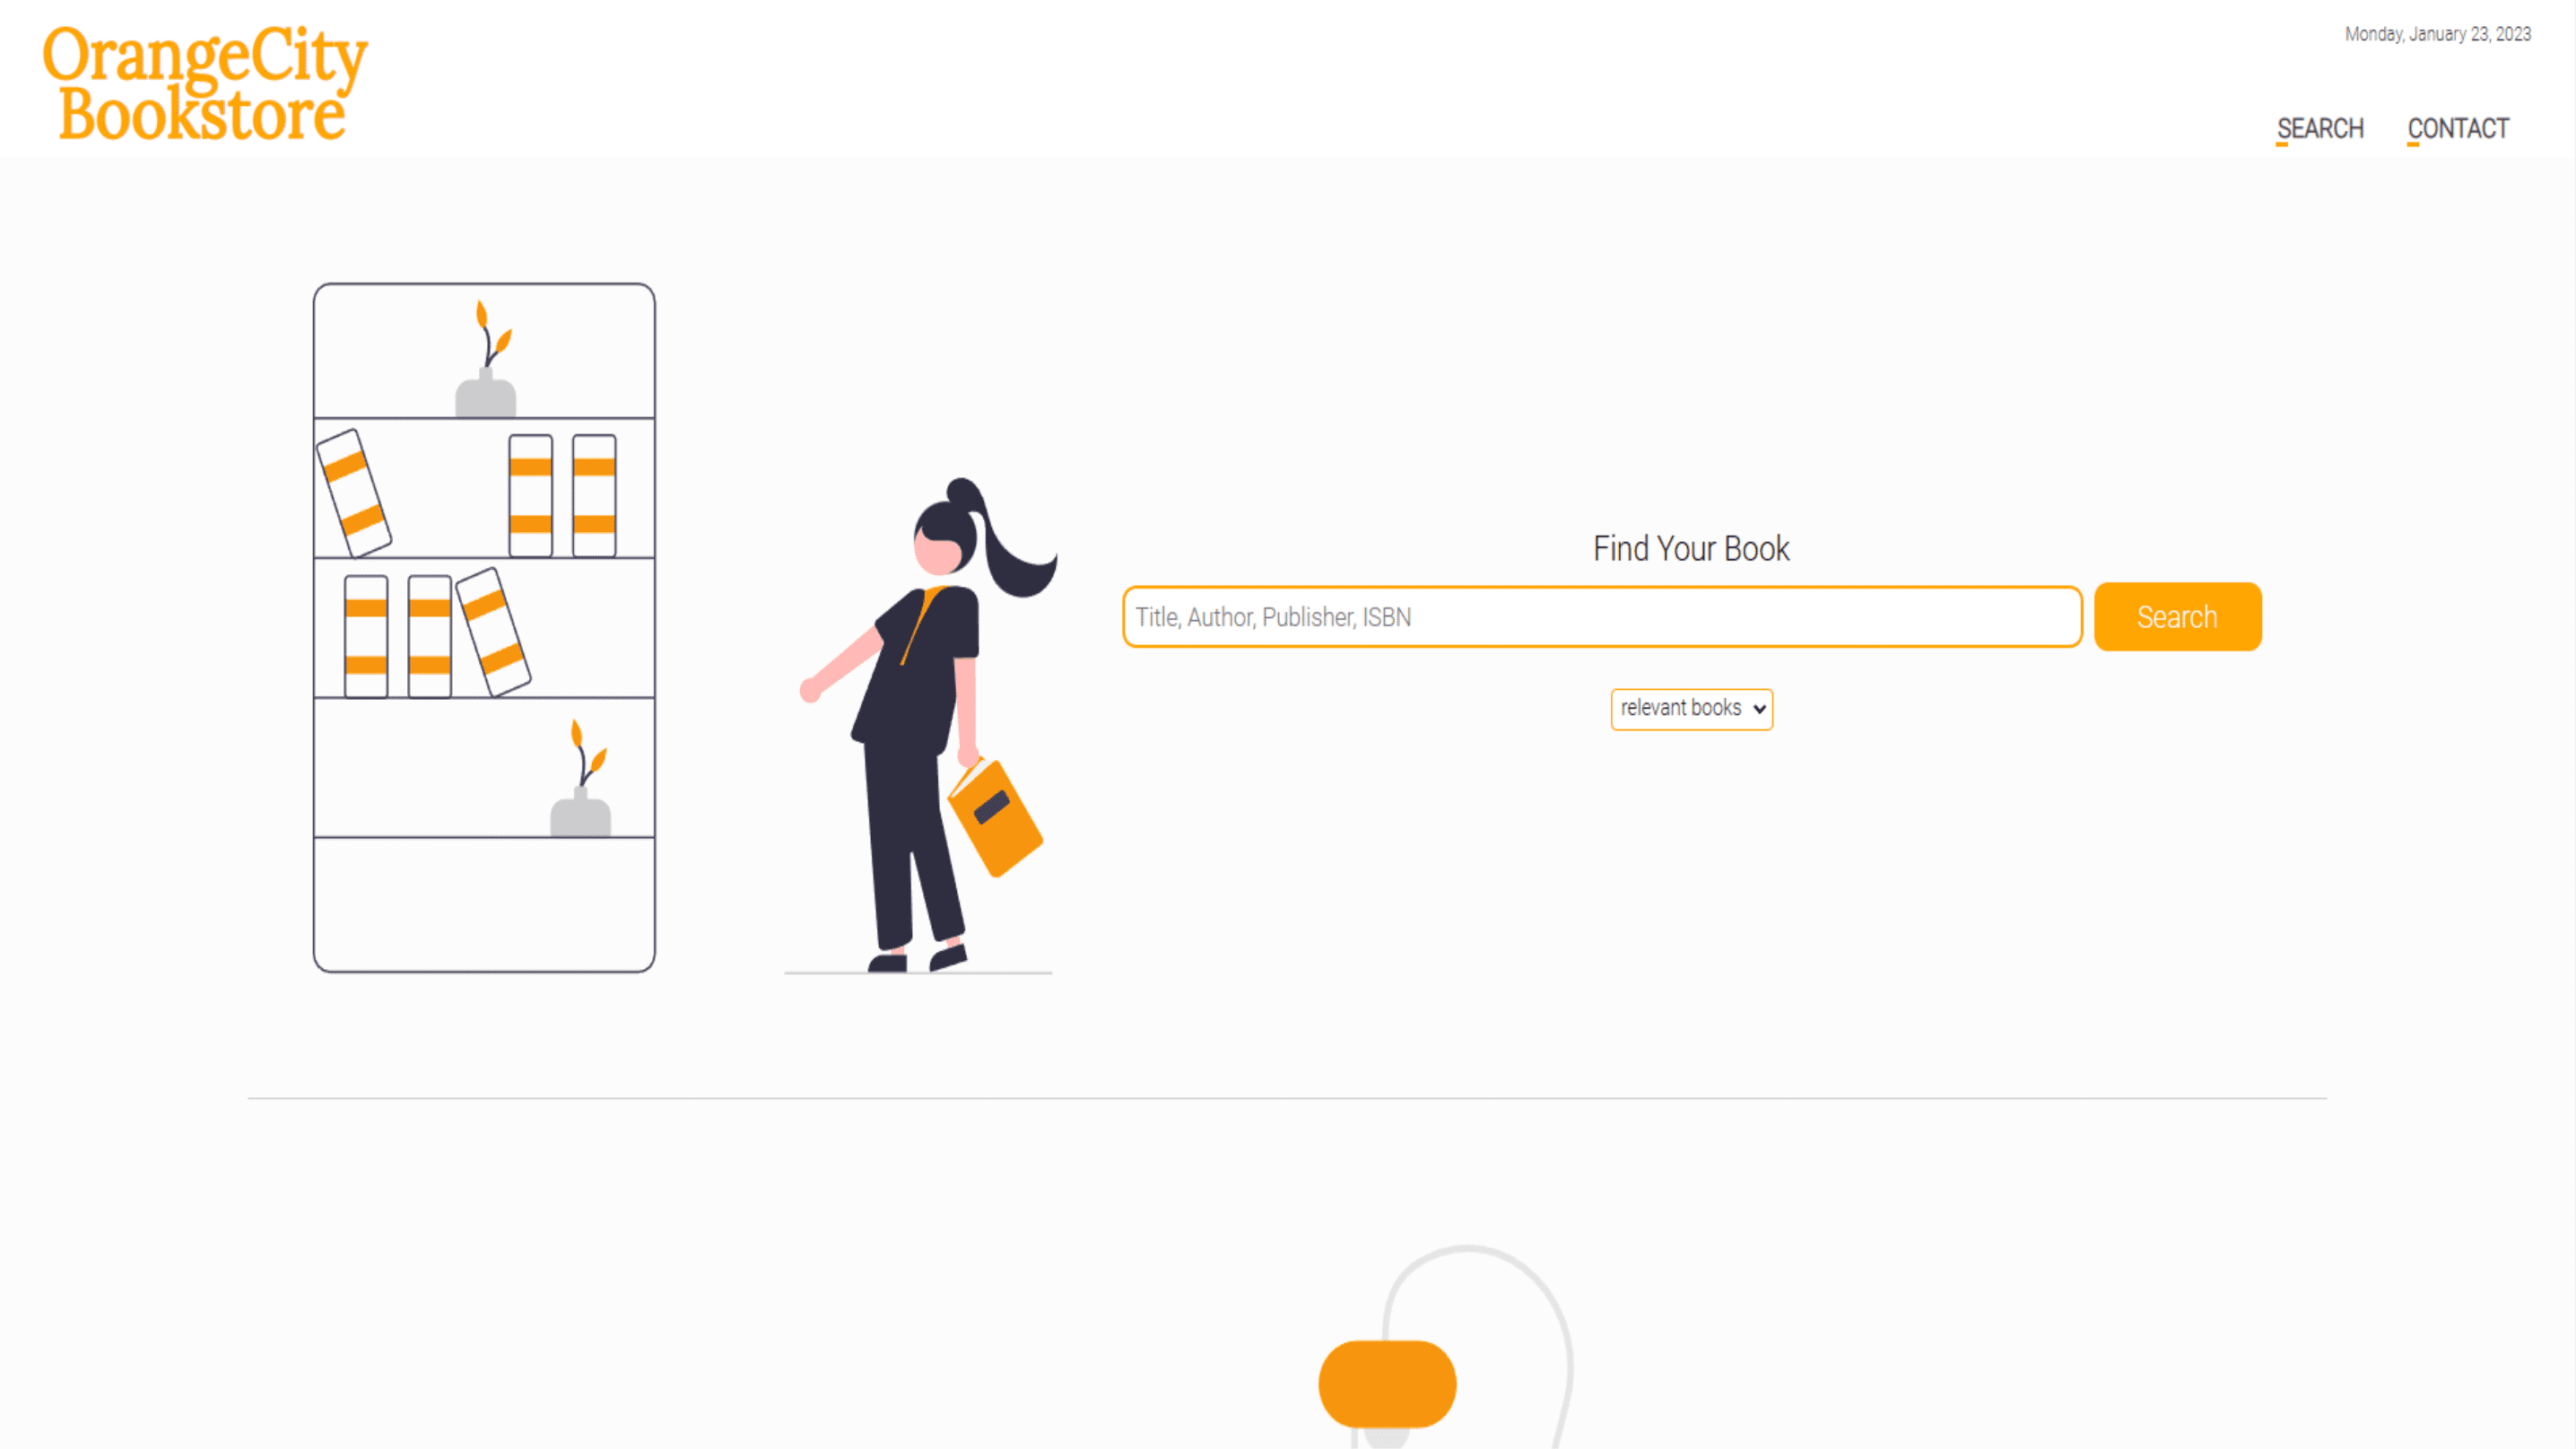 OrangeCity
Bookstore
Monday, January 23, 2023
SEARCH CONTACT
Find Your Book
Title, Author, Publisher, ISBN
Search
relevant books